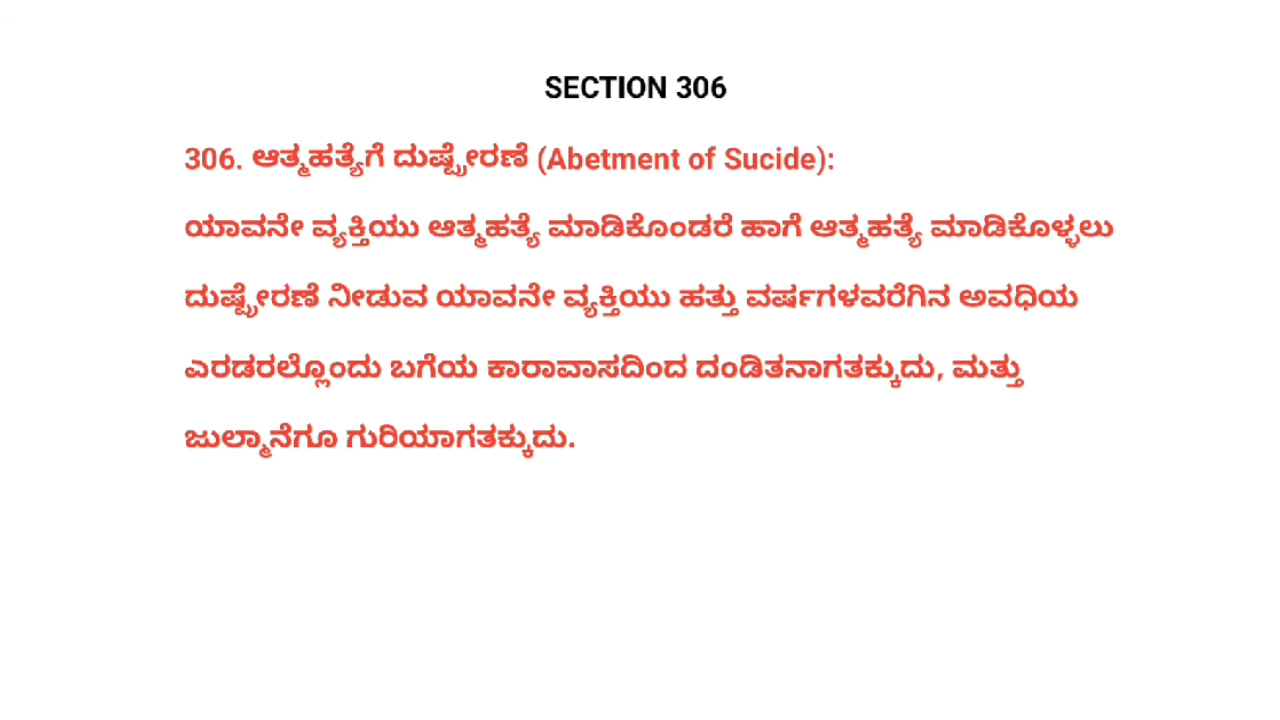 SECTION 306
306. ಆತ್ಮಹತ್ಯೆಗೆ ದುಷ್ಪ್ರೇರಣೆ (Abetment of Sucide):
ಯಾವನೇ ವ್ಯಕ್ತಿಯು ಆತ್ಮಹತ್ಯೆ ಮಾಡಿಕೊಂಡರೆ ಹಾಗೆ ಆತ್ಮಹತ್ಯೆ ಮಾಡಿಕೊಳ್ಳಲು
ದುಷ್ಪ್ರೇರಣೆ ನೀಡುವ ಯಾವನೇ ವ್ಯಕ್ತಿಯು ಹತ್ತು ವರ್ಷಗಳವರೆಗಿನ ಅವಧಿಯ
ಎರಡರಲ್ಲೊಂದು ಬಗೆಯ ಕಾರಾವಾಸದಿಂದ ದಂಡಿತನಾಗತಕ್ಕುದು, ಮತ್ತು
ಜುಲ್ಮಾನೆಗೂ ಗುರಿಯಾಗತಕ್ಕುದು.